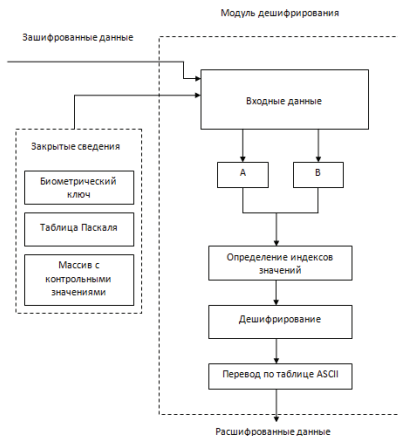 Модуль дешифрирования
Зашифрованные данные
Входные данные
Закрытые сведения
Биометрический
ключ
Таблица Паскаля
Массив с
контрольными
значениями
А
В
Определение индексов
значений
Дешифрирование
Перевод по таблице ASCII
Расшифрованные данные